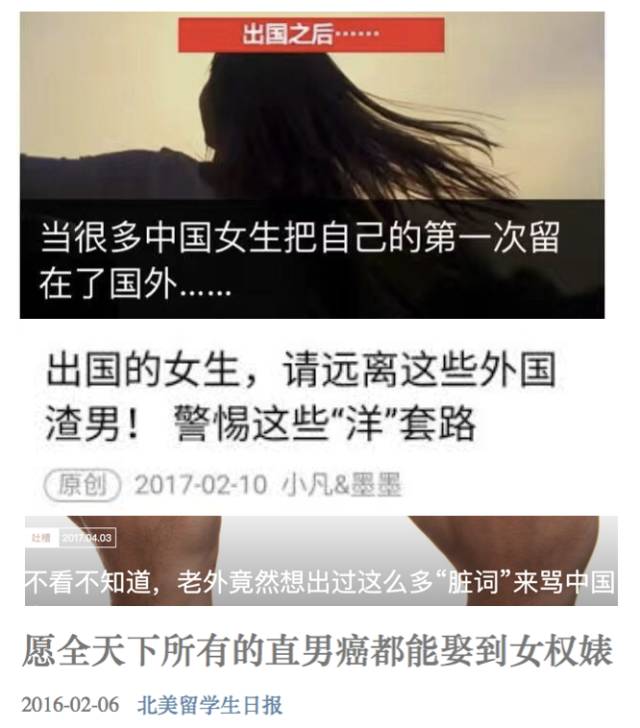 出国之后······
当很多中国女生把自己的第一次留
在了国外......
出国的女生，请远离这些外国
渣男！ 警惕这些“洋”套路
原创 2017-02-10 小凡&墨墨
吐槽 2017.04.03
不看不知道，老外竟然想出过这么多“脏词”来骂中国
愿全天下所有的直男癌都能娶到女权婊
2016-02-06 北美留学生日报